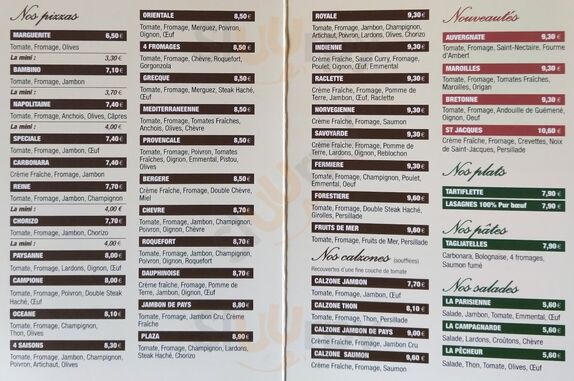 Nos pizzas
MARGUERITE 6,50 €
Tomate, Fromage, Olives
La mini : 3,30 €
BAMBINO 7,10 €
Tomate, Fromage, Jambon
La mini : 3,70 €
NAPOLITAINE 7,10 €
Tomate, Fromage, Anchois, Olives, Câpres
La mini : 4,00 €
SPECIALE 7,40 €
Tomate, Fromage, Jambon, Œuf
CARBONARA 7,40 €
Crème Fraîche, Fromage, Jambon
REINE 7,10 €
Tomate, Fromage, Jambon, Champignon
La mini : 4,00 €
CHORIZO 7,10 €
Tomate, Fromage, Chorizo
La mini : 4,00 €
PAYSANNE 8,00 €
Fromage, Lardons, Oignon, Œuf
CAMPIONE 8,00 €
Tomate, Fromage, Poivron, Double Steak
Haché, Œuf
OCEANE 8,10 €
Tomate, Fromage, Champignon,
Thon, Olives
4 SAISONS 8,30 €
Tomate, Fromage, Jambon, Champignon,
ORIENTALE 8,50 €
Tomate, Fromage, Merguez, Poivron,
Oignon, Œuf
4 FROMAGES 8,50 €
Tomate, Fromage, Chèvre, Roquefort,
Gorgonzola
GRECQUE 8,50 €
Tomate, Fromage, Merguez, Steak Haché,
Œuf
MEDITERRANEENNE 8,50 €
Tomate, Fromage, Tomates Fraîches,
Anchois, Olives, Chèvre
PROVENCALE 8,50 €
Tomate, Fromage, Poivron, Tomates
Fraîches, Oignon, Emmental, Pistou,
Olives
BERGERE 8,50 €
Crème Fraîche, Fromage, Double Chèvre,
Miel
CHEVRE 8,70 €
Tomate, Fromage, Jambon, Champignon,
Poivron, Oignon, Chèvre
ROQUEFORT 8,70 €
Tomate, Fromage, Jambon, Champignon,
Poivron, Oignon, Roquefort
DAUPHINOISE 8,70 €
Crème fraîche, Fromage, Pomme de
Terre, Jambon, Oignon, Œuf
JAMBON DE PAYS 8,70 €
Tomate, Fromage, Jambon Cru, Crème
Fraîche
PLAZA 8,90 €
Tomate, Fromage, Champignon, Lardons,
Steak Haché, Chorizo
ROYALE 9,30 €
Tomate, Fromage, Jambon, Champignon,
Artichaut, Poivron, Lardons, Olives, Chorizo
INDIENNE 9,30 €
Crème Fraîche, Sauce Curry, Fromage,
Poulet, Oignon, Œuf, Emmental
RACLETTE 9,30 €
Crème Fraîche, Fromage, Pomme de
Terre, Jambon, Œuf, Raclette
NORVEGIENNE 9,30 €
Crème Fraîche, Fromage, Saumon
SAVOYARDE 9,30 €
Crème Fraîche, Fromage, Pomme de
Terre, Lardons, Oignon, Reblochon
FERMIERE 9,30 €
Crème Fraîche, Fromage, Champignon,
Poulet, Emmental, Oeuf
FORESTIERE 9,60 €
Tomate, Fromage, Double Steak Haché,
Girolles, Persillade
FRUITS DE MER 9,90 €
Tomate, Fromage, Fruits de Mer, Persillade
Nos calzones (soufflées)
Recouvertes d'une fine couche de tomate
CALZONE JAMBON 7,70 €
Tomate, Fromage, Jambon, Œuf
CALZONE THON 8,10 €
Tomate, Fromage, Thon, Persillade,
Olives
CALZONE JAMBON DE PAYS 9,00 €
Crème Fraîche, Fromage, Jambon Cru
CALZONE SAUMON 9,60 €
Crème Fraîche, Fromage, Saumon
Nouveautés
AUVERGNATE 9,30 €
Tomate, Fromage, Saint-Nectaire, Fourme
d'Ambert
MAROILLES 9,30 €
Tomate, Fromage, Tomates Fraîches,
Maroilles, Origan
BRETONNE 9,30 €
Tomate, Fromage, Andouille de Guémené,
Oignon, Oeuf
ST JACQUES 10,60 €
Crème Fraîche, Fromage, Crevettes, Noix
de Saint-Jacques, Persillade
Nos plats
TARTIFLETTE 7,90 €
LASAGNES 100% Pur bœuf 7,90 €
Nos pâtes
TAGLIATELLES 7,90 €
Carbonara, Bolognaise, 4 fromages,
Saumon fumé
Nos salades
LA PARISIENNE 5,60 €
Salade, Jambon, Tomate, Emmental, Œuf
LA CAMPAGNARDE 5,60 €
Salade, Lardons, Croûtons, Chèvre
LA PÊCHEUR 5,60 €
Salade, Thon, Tomate, Olives, Œuf